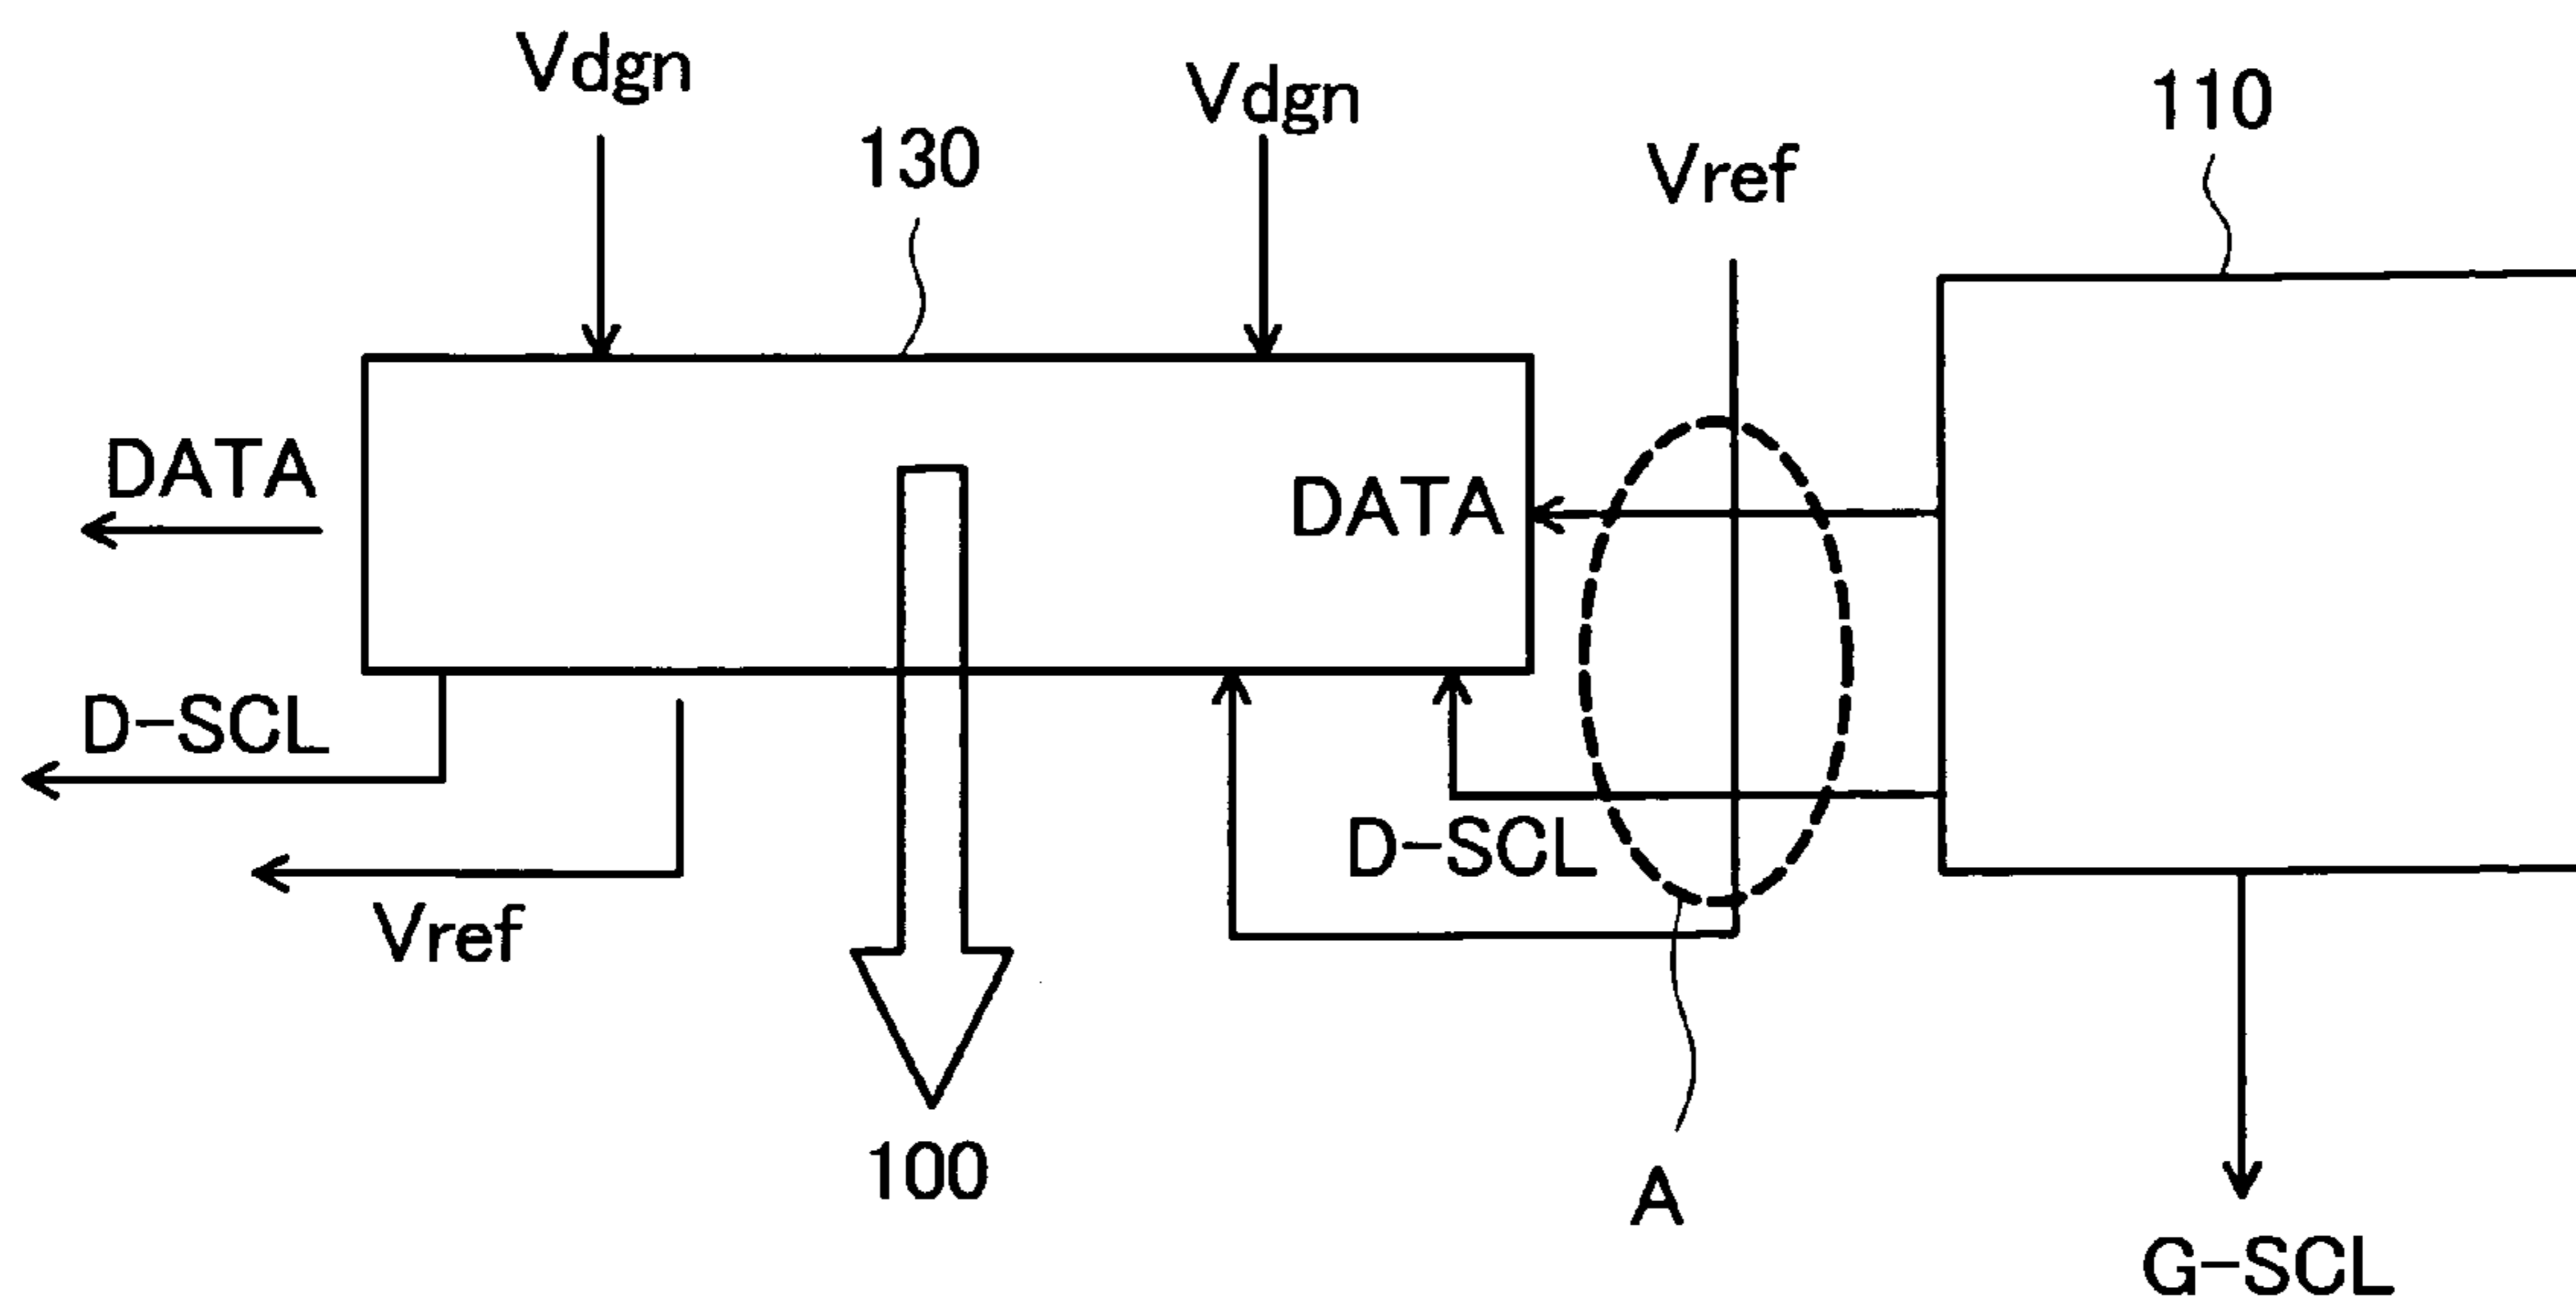 Vdgn
Vdgn
130
110
Vref
DATA
DATA
D-SCL
D-SCL
Vref
100
A
G-SCL